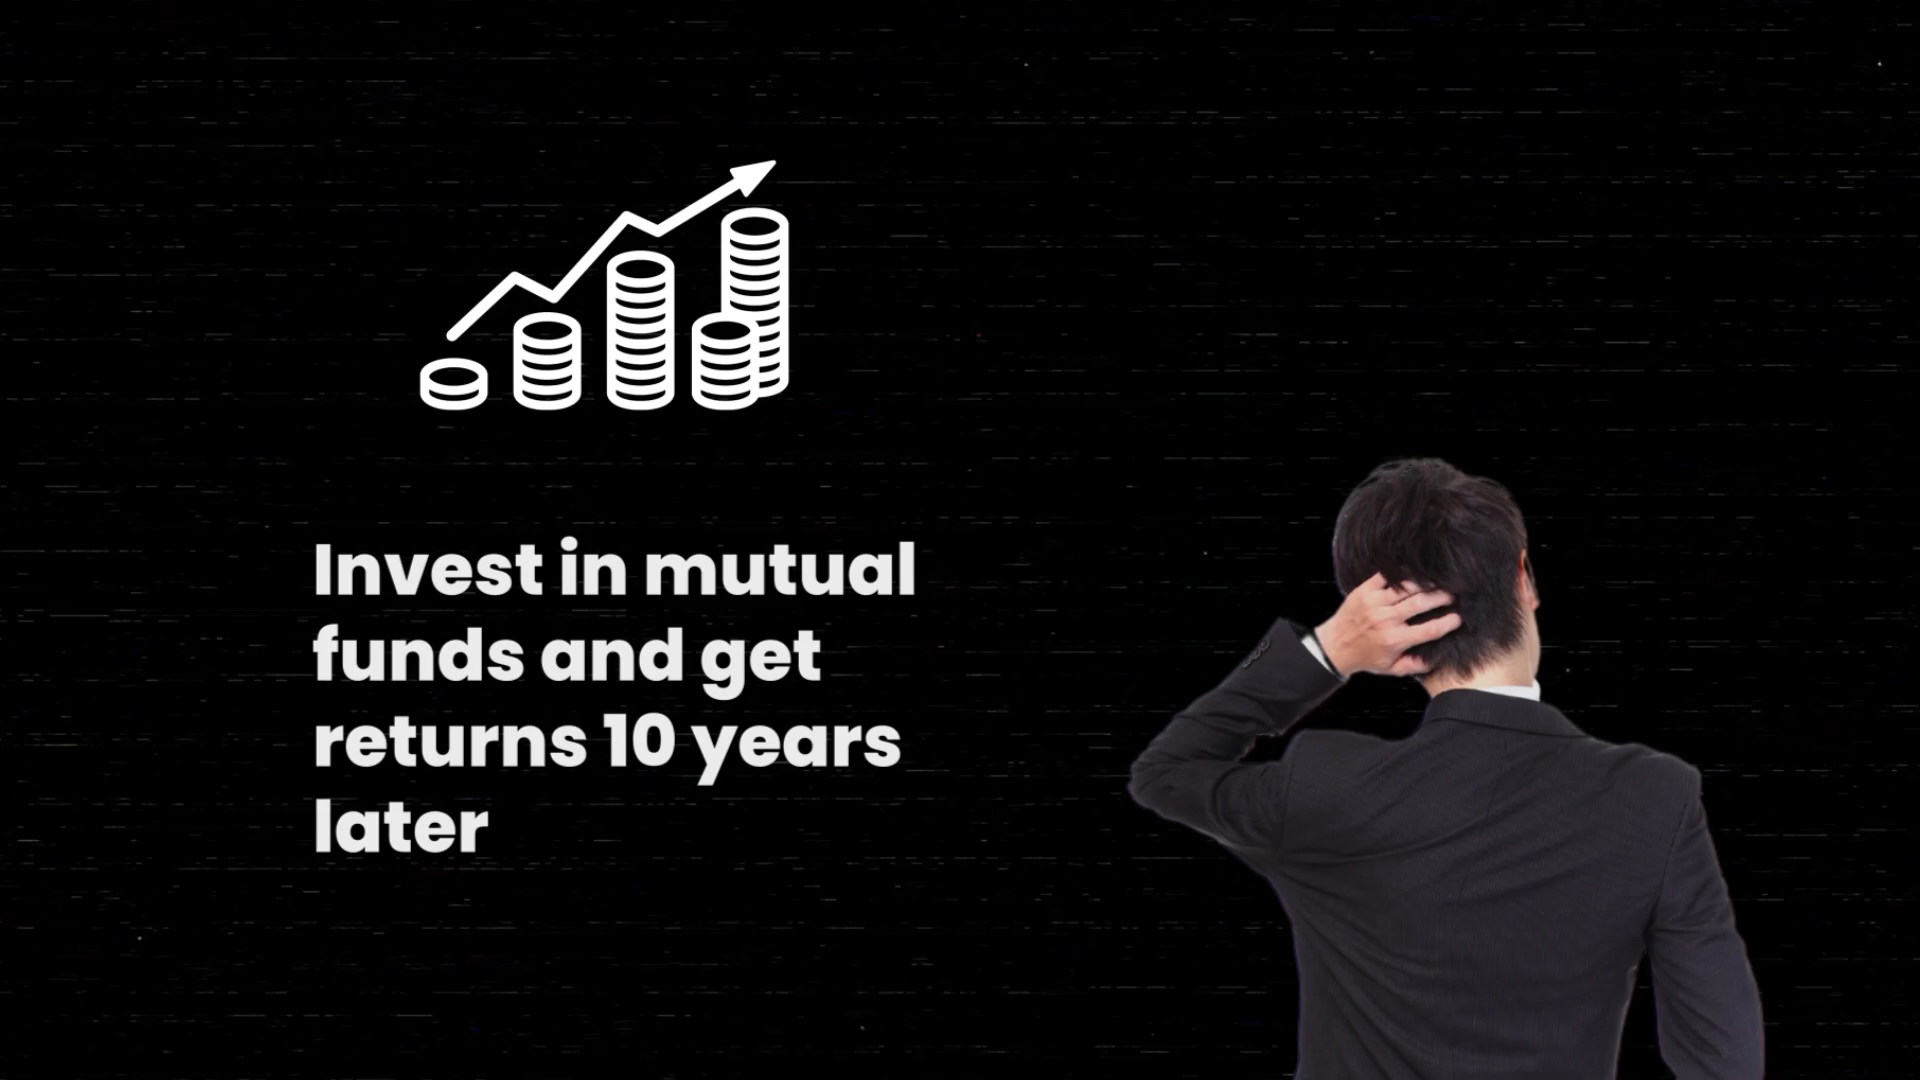 Invest in mutual
funds and get
returns 10 years
later